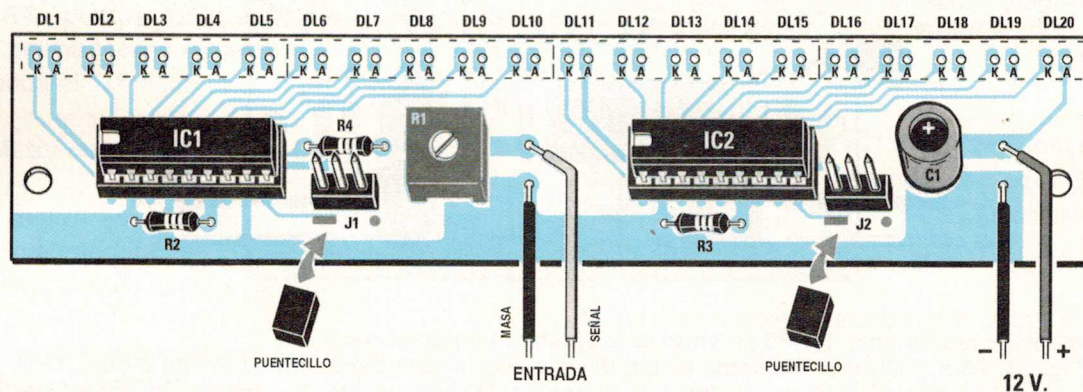 DL1 DL2 DL3 DL4 DL5 DL6 DL7 DL8 DL9 DL10 DL11 DL12 DL13 DL14 DL15 DL16 DL17 DL18 DL19 DL20
K A K A K A K A K A K A K A K A K A K A K A K A K A K A K A K A K A K A K A K A
IC1 R4 R1 IC2 + C1
R2 J1 R3 J2
PUENTECILLO
MASA
SEÑAL
ENTRADA
PUENTECILLO
- +
12 V.